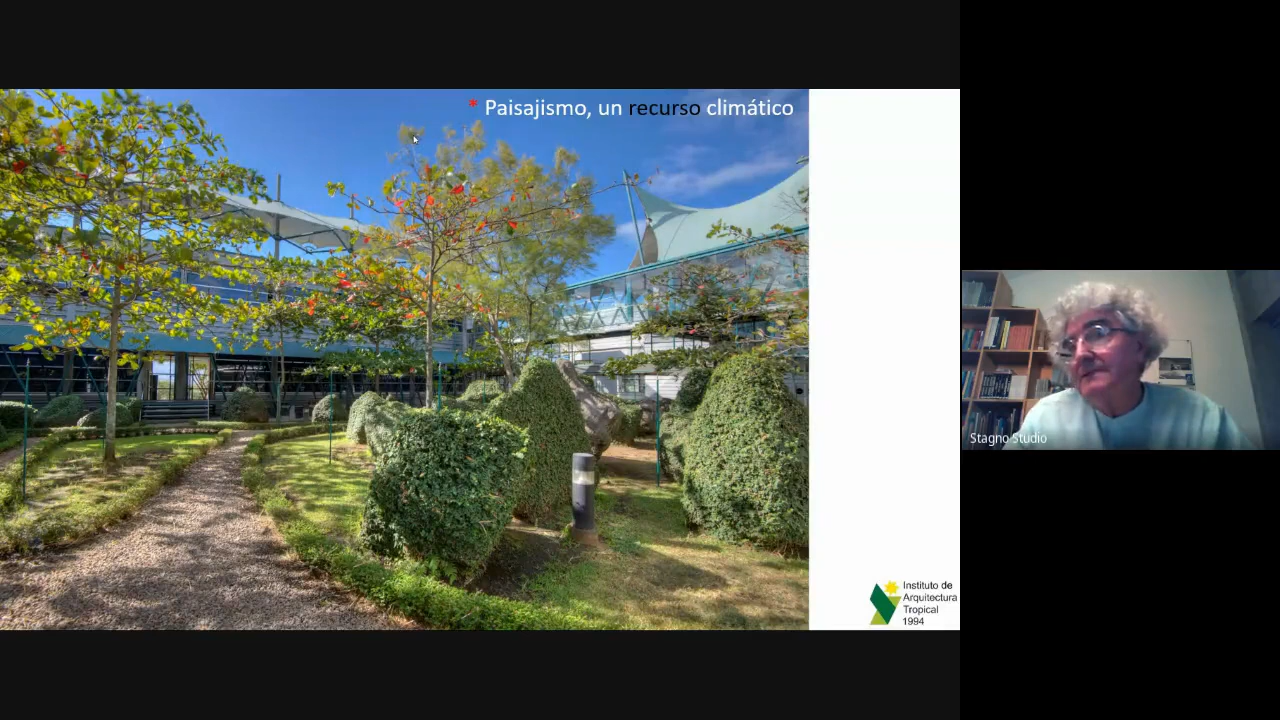 * Paisajismo, un recurso climático
Stagno Studio
Instituto de
Arquitectura
Tropical
1994